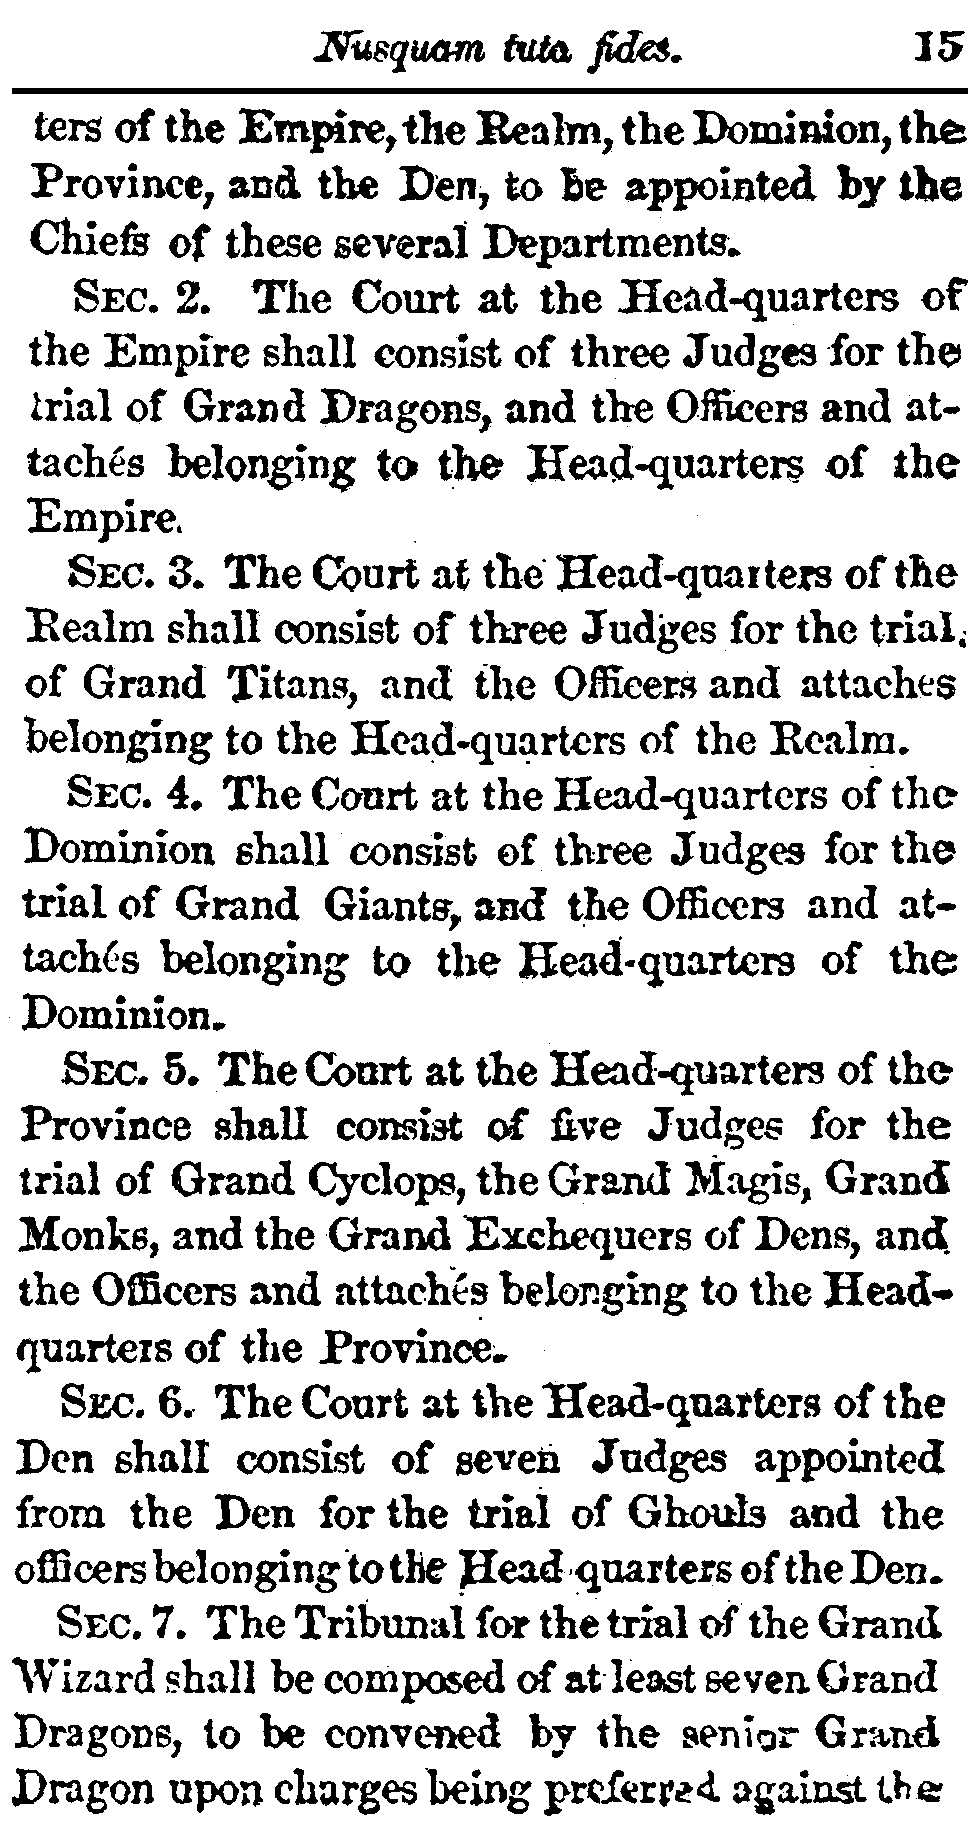 Nusquam tuta fides. 15
ters of the Empire, the Realm, the Dominion, the
Province, and the Den, to be appointed by the
Chiefs of these several Departments.
SEC. 2. The Court at the Head-quarters of
the Empire shall consist of three Judges for the
trial of Grand Dragons, and the Officers and at-
tachés belonging to the Head-quarters of the
Empire.
SEC. 3. The Court at the Head-quarters of the
Realm shall consist of three Judges for the trial
of Grand Titans, and the Officers and attaches
belonging to the Head-quarters of the Realm.
SEC. 4. The Court at the Head-quarters of the
Dominion shall consist of three Judges for the
trial of Grand Giants, and the Officers and at-
tachés belonging to the Head-quarters of the
Dominion.
SEC. 5. The Court at the Head-quarters of the
Province shall consist of five Judges for the
trial of Grand Cyclops, the Grand Magis, Grand
Monks, and the Grand Exchequers of Dens, and
the Officers and attachés belonging to the Head-
quarters of the Province.
SEC. 6. The Court at the Head-quarters of the
Den shall consist of seven Judges appointed
from the Den for the trial of Ghouls and the
officers belonging to the Head-quarters of the Den.
SEC. 7. The Tribunal for the trial of the Grand
Wizard shall be composed of at least seven Grand
Dragons, to be convened by the senior Grand
Dragon upon charges being preferred against the